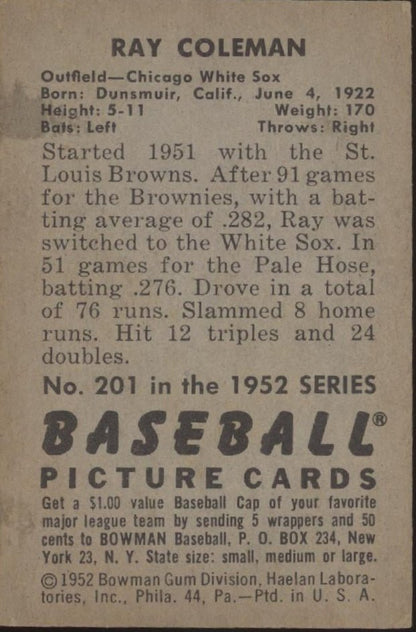 RAY COLEMAN
Outfield—Chicago White Sox
Born: Dunsmuir, Calif., June 4, 1922
Height: 5-11 Weight: 170
Bats: Left Throws: Right
Started 1951 with the St.
Louis Browns. After 91 games
for the Brownies, with a bat-
ting average of .282, Ray was
switched to the White Sox. In
51 games for the Pale Hose,
batting .276. Drove in a total
of 76 runs. Slammed 8 home
runs. Hit 12 triples and 24
doubles.
No. 201 in the 1952 SERIES
BASEBALL®
PICTURE CARDS
Get a $1.00 value Baseball Cap of your favorite
major league team by sending 5 wrappers and 50
cents to BOWMAN Baseball, P. O. BOX 234, New
York 23, N. Y. State size: small, medium or large.
©1952 Bowman Gum Division, Haelan Labora-
tories, Inc., Phila. 44, Pa.—Ptd. in U. S. A.